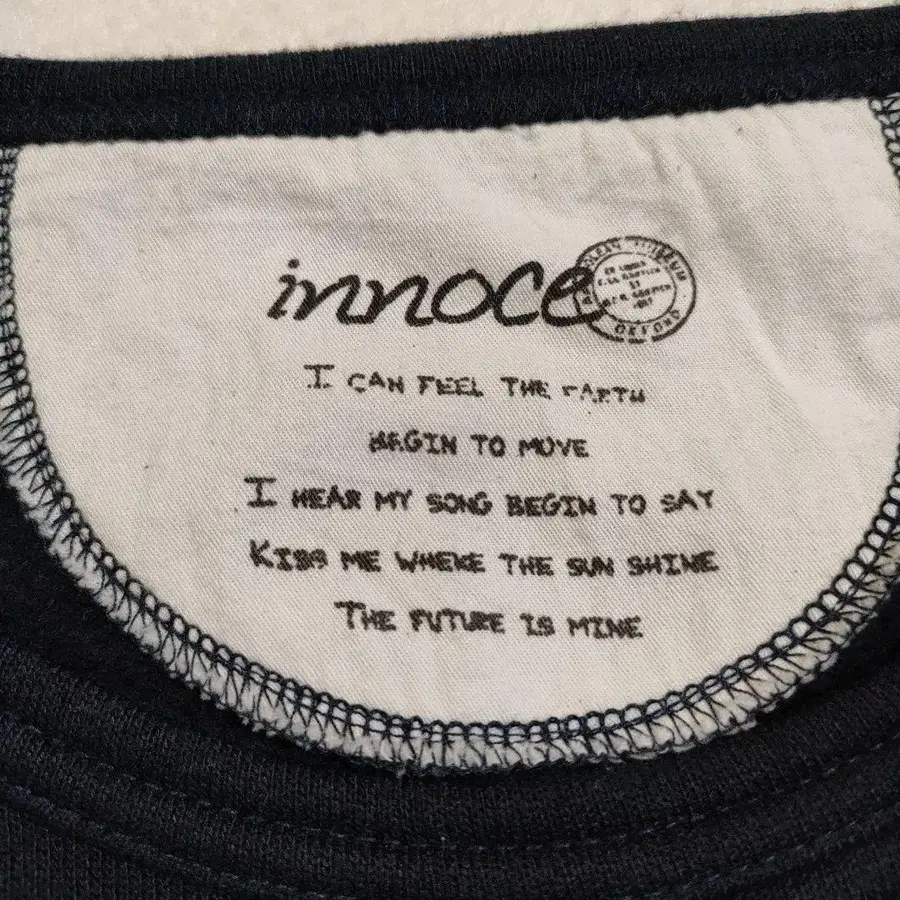 innoce
OXFORD
I CAN FEEL THE EARTH
BEGIN TO MOVE
I HEAR MY SONG BEGIN TO SAY
KISS ME WHERE THE SUN SHINE
THE FUTURE IS MINE